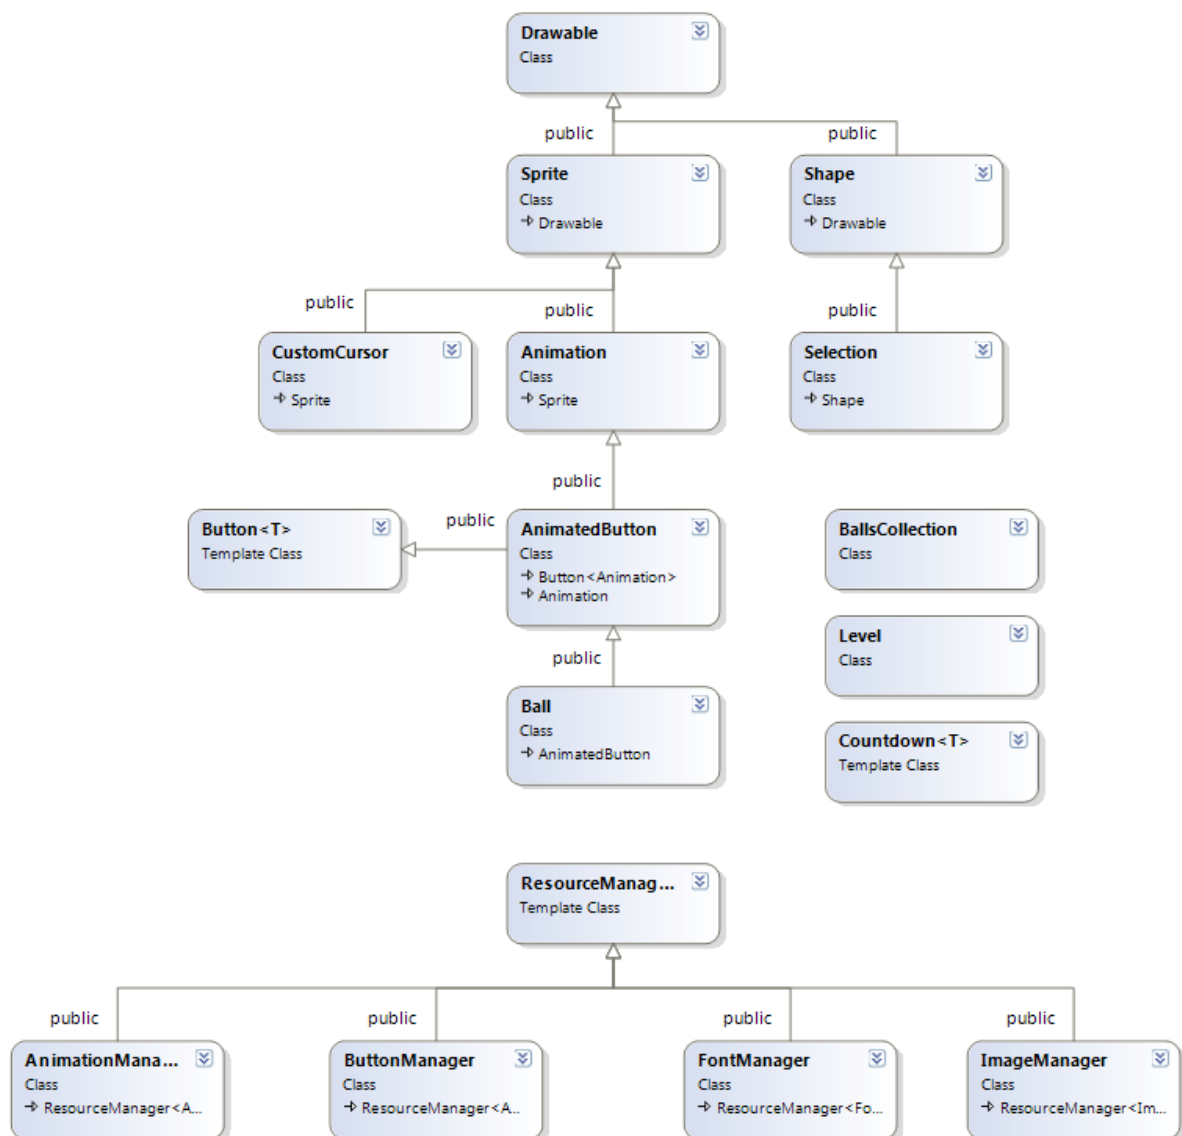 Drawable
Class
public
public
Sprite
Class
Drawable
Shape
Class
Drawable
public
public
public
CustomCursor
Class
Sprite
Animation
Class
Sprite
Selection
Class
Shape
public
Button<T>
Template Class
public
AnimatedButton
Class
Button<Animation>
Animation
BallsCollection
Class
Level
Class
public
Ball
Class
AnimatedButton
Countdown<T>
Template Class
ResourceManag...
Template Class
public
public
public
public
AnimationMana...
Class
ResourceManager<A...
ButtonManager
Class
ResourceManager<A...
FontManager
Class
ResourceManager<Fo...
ImageManager
Class
ResourceManager<Im...